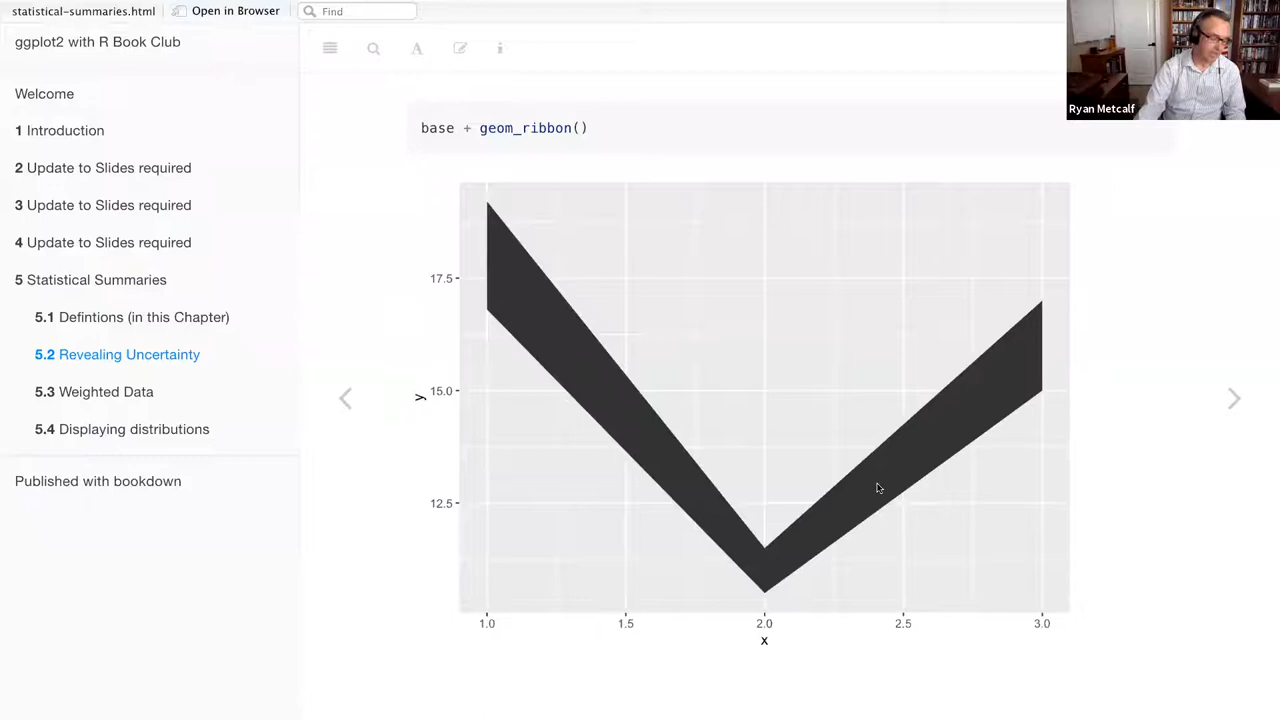 statistical-summaries.html
Open in Browser
Find
ggplot2 with R Book Club
Welcome
1 Introduction
2 Update to Slides required
3 Update to Slides required
4 Update to Slides required
5 Statistical Summaries
5.1 Defintions (in this Chapter)
5.2 Revealing Uncertainty
5.3 Weighted Data
5.4 Displaying distributions
Published with bookdown
A
i
base + geom_ribbon()
17.5
15.0
12.5
y
1.0 1.5 2.0 2.5 3.0
x
Ryan Metcalf